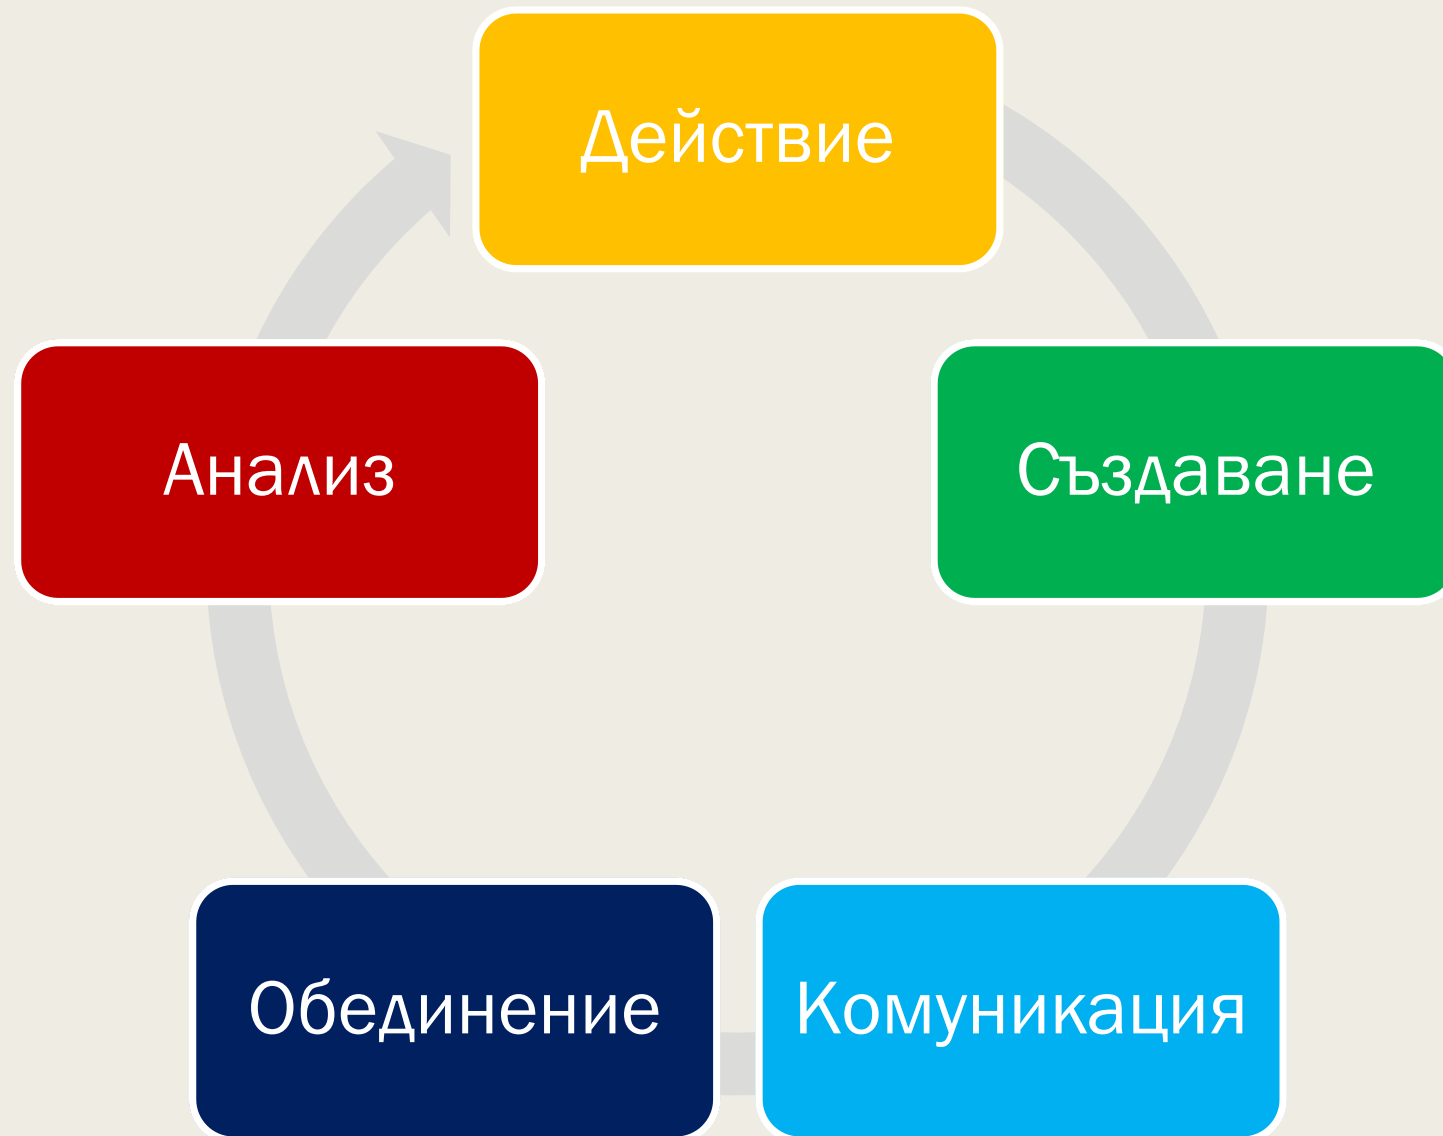 Действие
Анализ
Създаване
Обединение
Комуникация